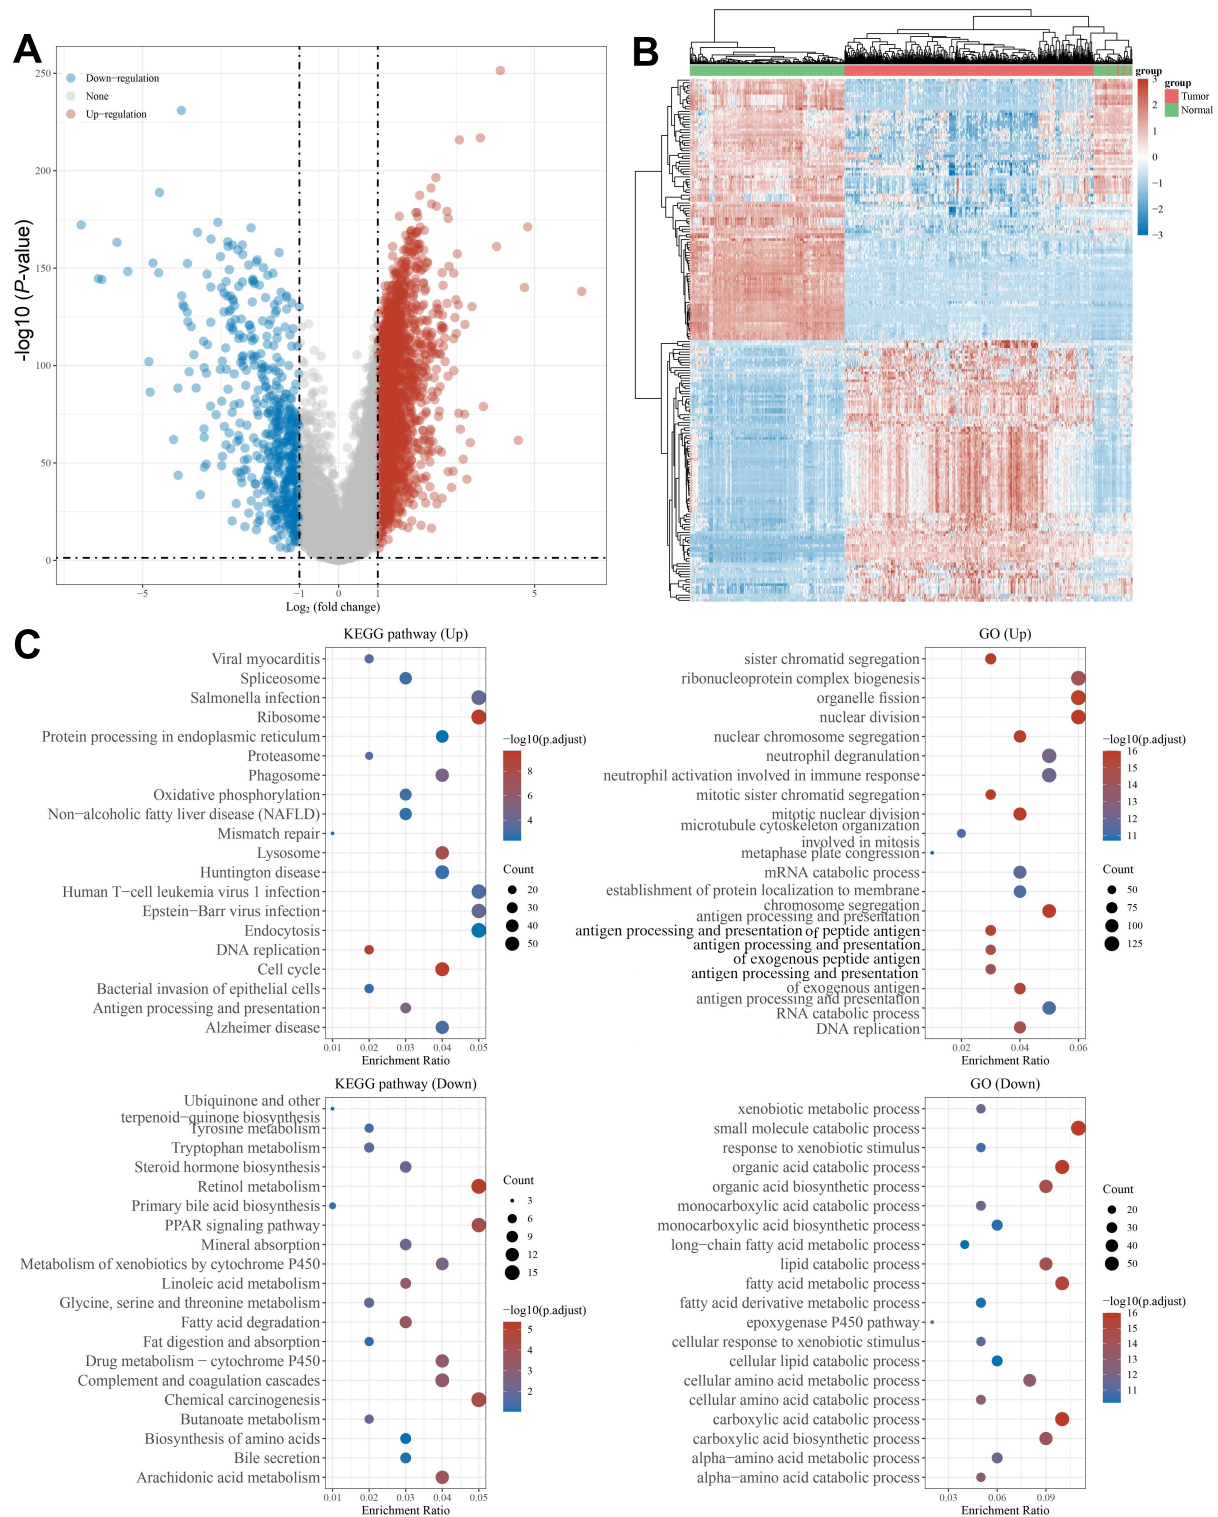 A
-log10 (P-value)
250
200
150
100
50
0
Down−regulation
None
Up−regulation
−5
−1
0
1
5
Log2 (fold change)
B
group
3
2
1
0
−1
−2
−3
group
Tumor
Normal
C
KEGG pathway (Up)
Viral myocarditis
Spliceosome
Salmonella infection
Ribosome
Protein processing in endoplasmic reticulum
Proteasome
Phagosome
Oxidative phosphorylation
Non−alcoholic fatty liver disease (NAFLD)
Mismatch repair
Lysosome
Huntington disease
Human T−cell leukemia virus 1 infection
Epstein−Barr virus infection
Endocytosis
DNA replication
Cell cycle
Bacterial invasion of epithelial cells
Antigen processing and presentation
Alzheimer disease
0.01 0.02 0.03 0.04 0.05
Enrichment Ratio
−log10(p.adjust)
8
6
4
Count
20
30
40
50
GO (Up)
sister chromatid segregation
ribonucleoprotein complex biogenesis
organelle fission
nuclear division
nuclear chromosome segregation
neutrophil degranulation
neutrophil activation involved in immune response
mitotic sister chromatid segregation
mitotic nuclear division
microtubule cytoskeleton organization
involved in mitosis
metaphase plate congression
mRNA catabolic process
establishment of protein localization to membrane
chromosome segregation
antigen processing and presentation
antigen processing and presentation of peptide antigen
antigen processing and presentation
of exogenous peptide antigen
antigen processing and presentation
of exogenous antigen
antigen processing and presentation
RNA catabolic process
DNA replication
0.02 0.04 0.06
Enrichment Ratio
−log10(p.adjust)
16
15
14
13
12
11
Count
50
75
100
125
KEGG pathway (Down)
Ubiquinone and other
terpenoid−quinone biosynthesis
Tyrosine metabolism
Tryptophan metabolism
Steroid hormone biosynthesis
Retinol metabolism
Primary bile acid biosynthesis
PPAR signaling pathway
Mineral absorption
Metabolism of xenobiotics by cytochrome P450
Linoleic acid metabolism
Glycine, serine and threonine metabolism
Fatty acid degradation
Fat digestion and absorption
Drug metabolism − cytochrome P450
Complement and coagulation cascades
Chemical carcinogenesis
Butanoate metabolism
Biosynthesis of amino acids
Bile secretion
Arachidonic acid metabolism
0.01 0.02 0.03 0.04 0.05
Enrichment Ratio
Count
3
6
9
12
15
−log10(p.adjust)
5
4
3
2
GO (Down)
xenobiotic metabolic process
small molecule catabolic process
response to xenobiotic stimulus
organic acid catabolic process
organic acid biosynthetic process
monocarboxylic acid catabolic process
monocarboxylic acid biosynthetic process
long−chain fatty acid metabolic process
lipid catabolic process
fatty acid metabolic process
fatty acid derivative metabolic process
epoxygenase P450 pathway
cellular response to xenobiotic stimulus
cellular lipid catabolic process
cellular amino acid metabolic process
cellular amino acid catabolic process
carboxylic acid catabolic process
carboxylic acid biosynthetic process
alpha−amino acid metabolic process
alpha−amino acid catabolic process
0.03 0.06 0.09
Enrichment Ratio
Count
20
30
40
50
−log10(p.adjust)
16
15
14
13
12
11